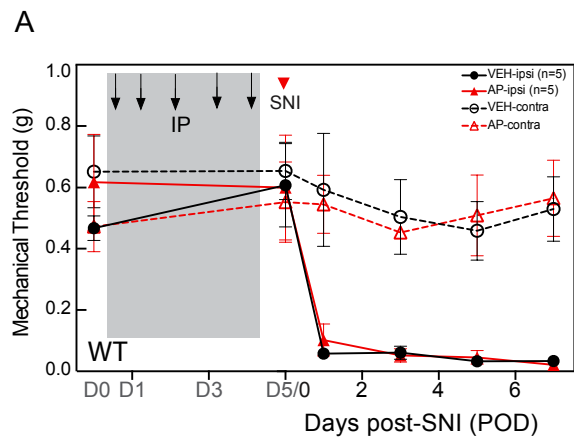 A
1.0
0.8
0.6
0.4
0.2
0.0
Mechanical Threshold (g)
IP
SNI
VEH-ipsi (n=5)
AP-ipsi (n=5)
VEH-contra
AP-contra
WT
D0 D1 D3 D5/0 2 4 6
Days post-SNI (POD)